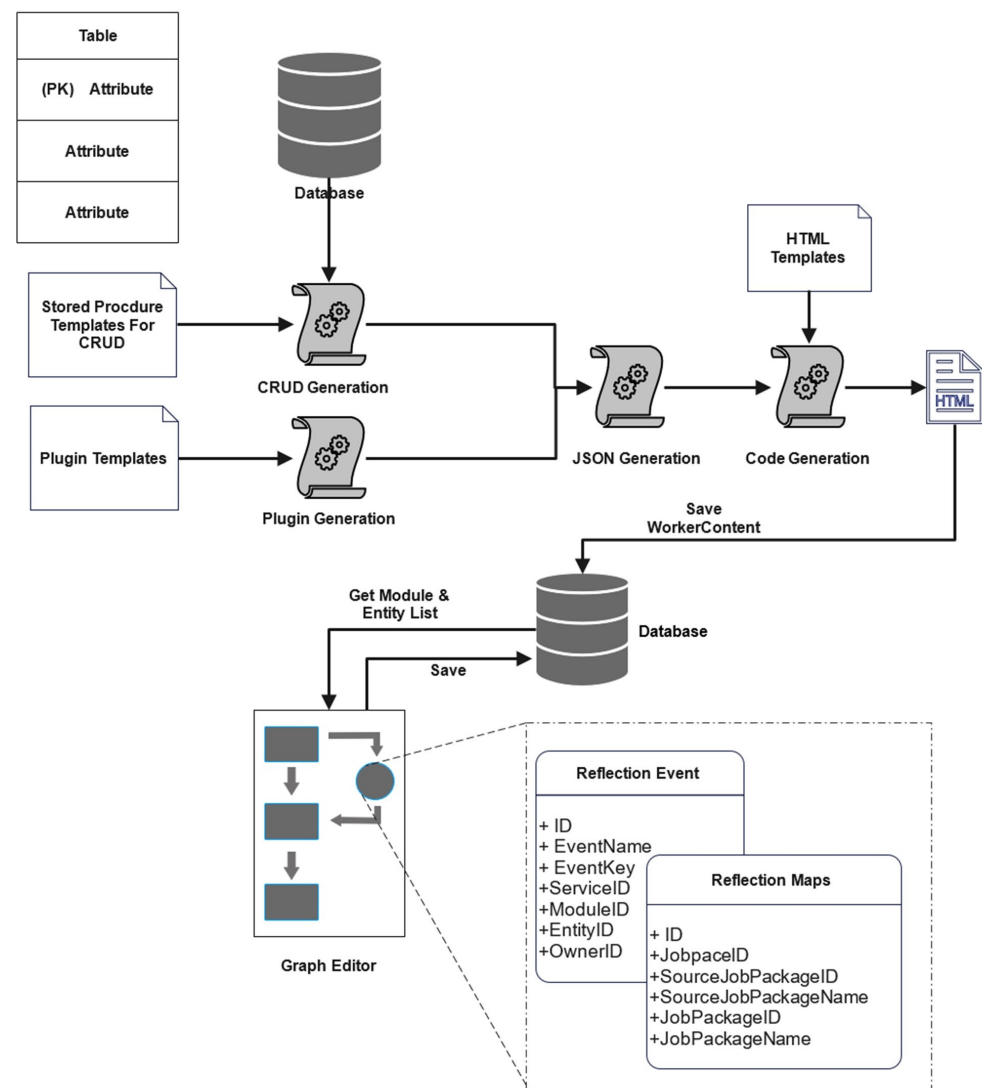 Table
(PK) Attribute
Attribute
Attribute
Database
Stored Procdure
Templates For
CRUD
CRUD Generation
Plugin Templates
Plugin Generation
JSON Generation
HTML
Templates
Code Generation
HTML
Save
WorkerContent
Get Module &
Entity List
Database
Save
Graph Editor
Reflection Event
+ ID
+ EventName
+ EventKey
+ServiceID
+ModuleID
+EntityID
+OwnerID
Reflection Maps
+ ID
+JobpaceID
+SourceJobPackageID
+SourceJobPackageName
+JobPackageID
+JobPackageName